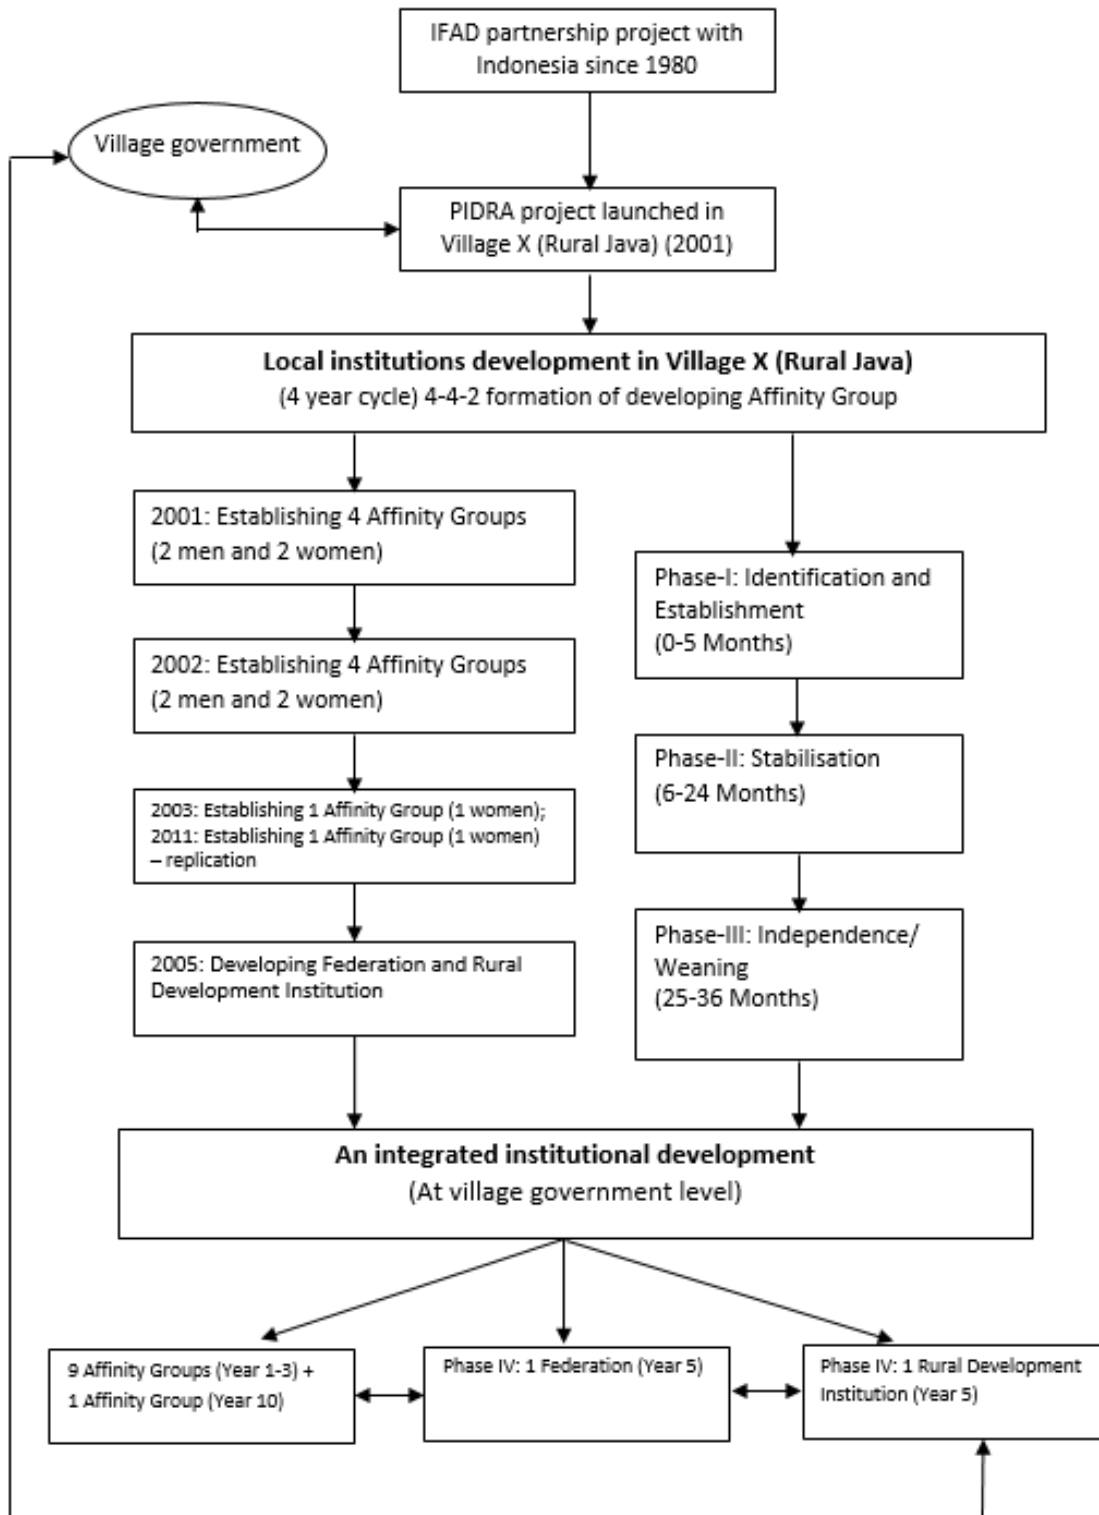 IFAD partnership project with
Indonesia since 1980
Village government
PIDRA project launched in
Village X (Rural Java) (2001)
Local institutions development in Village X (Rural Java)
(4 year cycle) 4-4-2 formation of developing Affinity Group
2001: Establishing 4 Affinity Groups
(2 men and 2 women)
2002: Establishing 4 Affinity Groups
(2 men and 2 women)
2003: Establishing 1 Affinity Group (1 women);
2011: Establishing 1 Affinity Group (1 women)
– replication
2005: Developing Federation and Rural
Development Institution
Phase-I: Identification and
Establishment
(0-5 Months)
Phase-II: Stabilisation
(6-24 Months)
Phase-III: Independence/
Weaning
(25-36 Months)
An integrated institutional development
(At village government level)
9 Affinity Groups (Year 1-3) +
1 Affinity Group (Year 10)
Phase IV: 1 Federation (Year 5)
Phase IV: 1 Rural Development
Institution (Year 5)